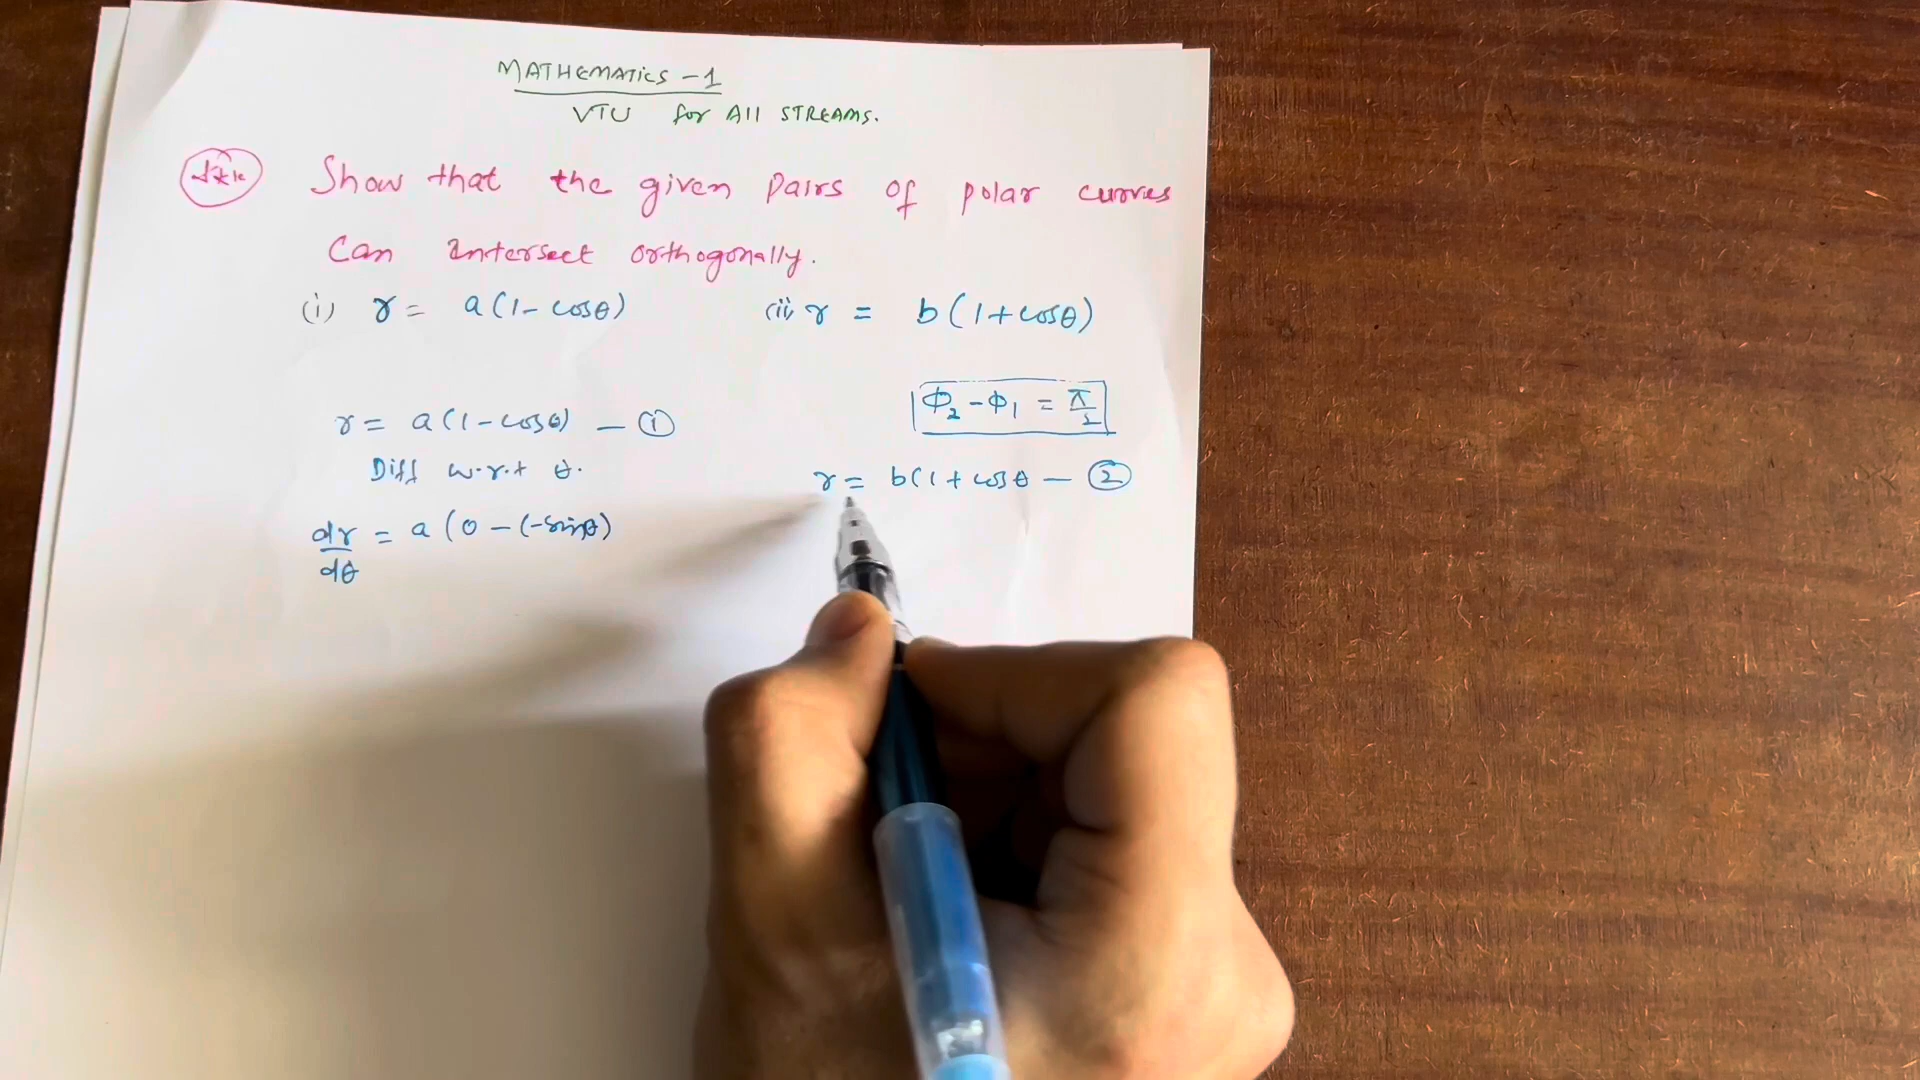 MATHEMATICS - 1
VTU for All STREAMS.
Show that the given Pairs of polar curves
Can intersect orthogonally.
(i) r = a(1 - cosθ) (ii) r = b(1 + cosθ)
Φ₂ - Φ₁ = π/2
r = a(1 - cosθ) — ①
Diff w.r.t θ.
r = b(1 + cosθ — ②
dr/dθ = a(0 - (-sinθ)